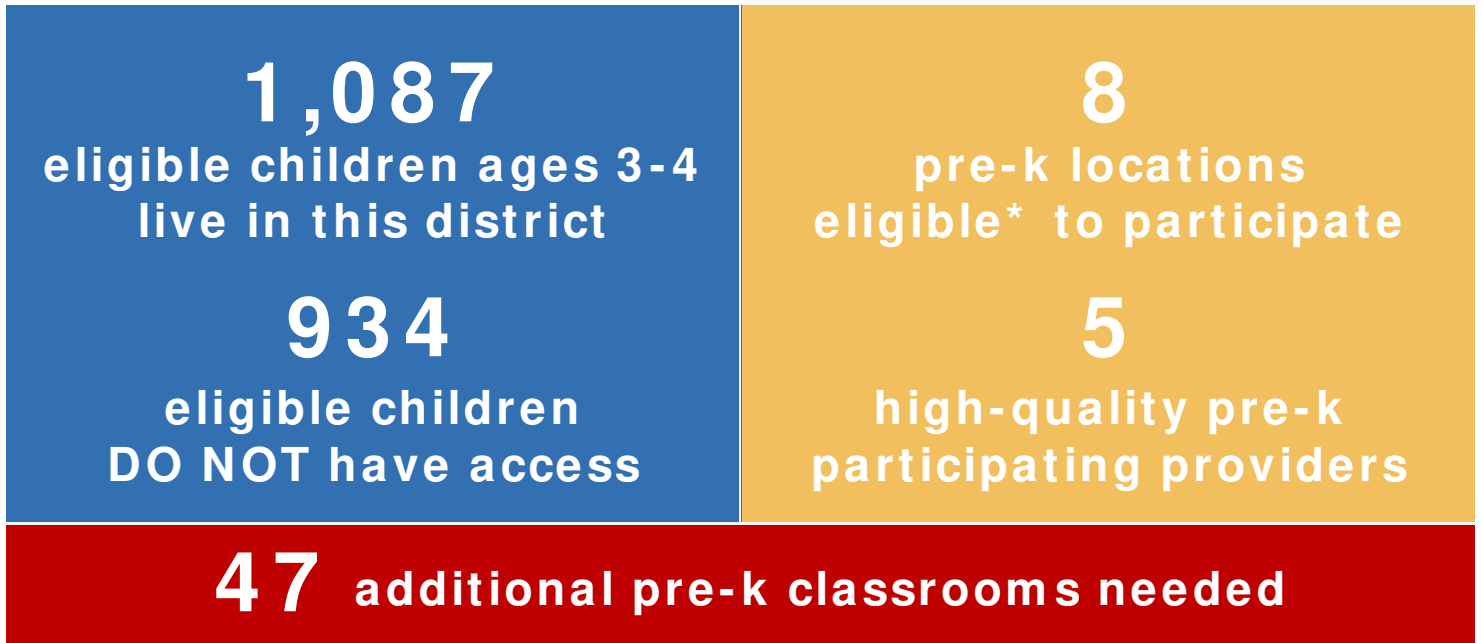 1,087
eligible children ages 3-4
live in this district
934
eligible children
DO NOT have access
8
pre-k locations
eligible* to participate
5
high-quality pre-k
participating providers
47 additional pre-k classrooms needed